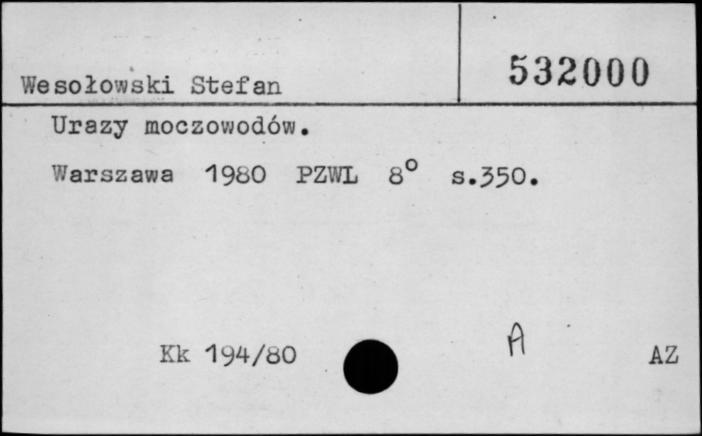 Wesołowski Stefan
532000
Urazy moczowodów.
Warszawa 1980 PZWL 8° s.350.
Kk 194/80
A
AZ